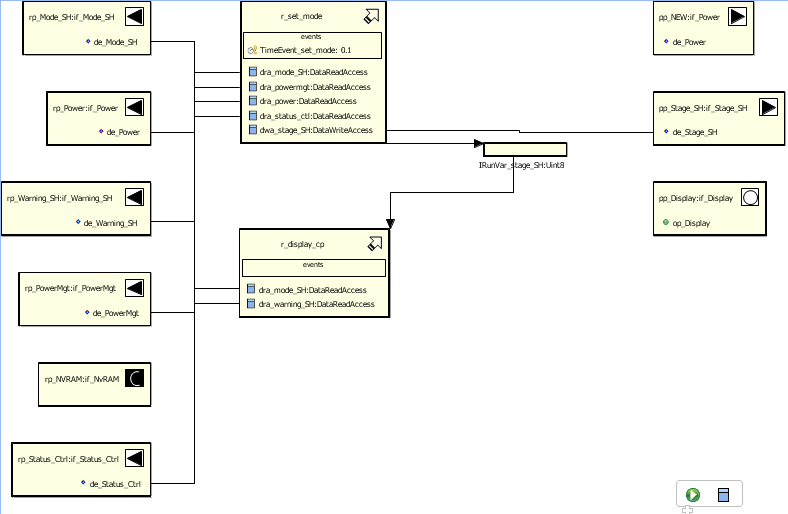 rp_Mode_SH:if_Mode_SH
de_Mode_SH
rp_Power:if_Power
de_Power
rp_Warning_SH:if_Warning_SH
de_Warning_SH
rp_PowerMgt:if_PowerMgt
de_PowerMgt
rp_NVRAM:if_NvRAM
rp_Status_Ctrl:if_Status_Ctrl
de_Status_Ctrl
r_set_mode
events
TimeEvent_set_mode: 0.1
dra_mode_SH:DataReadAccess
dra_powermgt:DataReadAccess
dra_power:DataReadAccess
dra_status_ctl:DataReadAccess
dwa_stage_SH:DataWriteAccess
IRunVar_stage_SH:Uint8
r_display_cp
events
dra_mode_SH:DataReadAccess
dra_warning_SH:DataReadAccess
pp_NEW:if_Power
de_Power
pp_Stage_SH:if_Stage_SH
de_Stage_SH
pp_Display:if_Display
op_Display